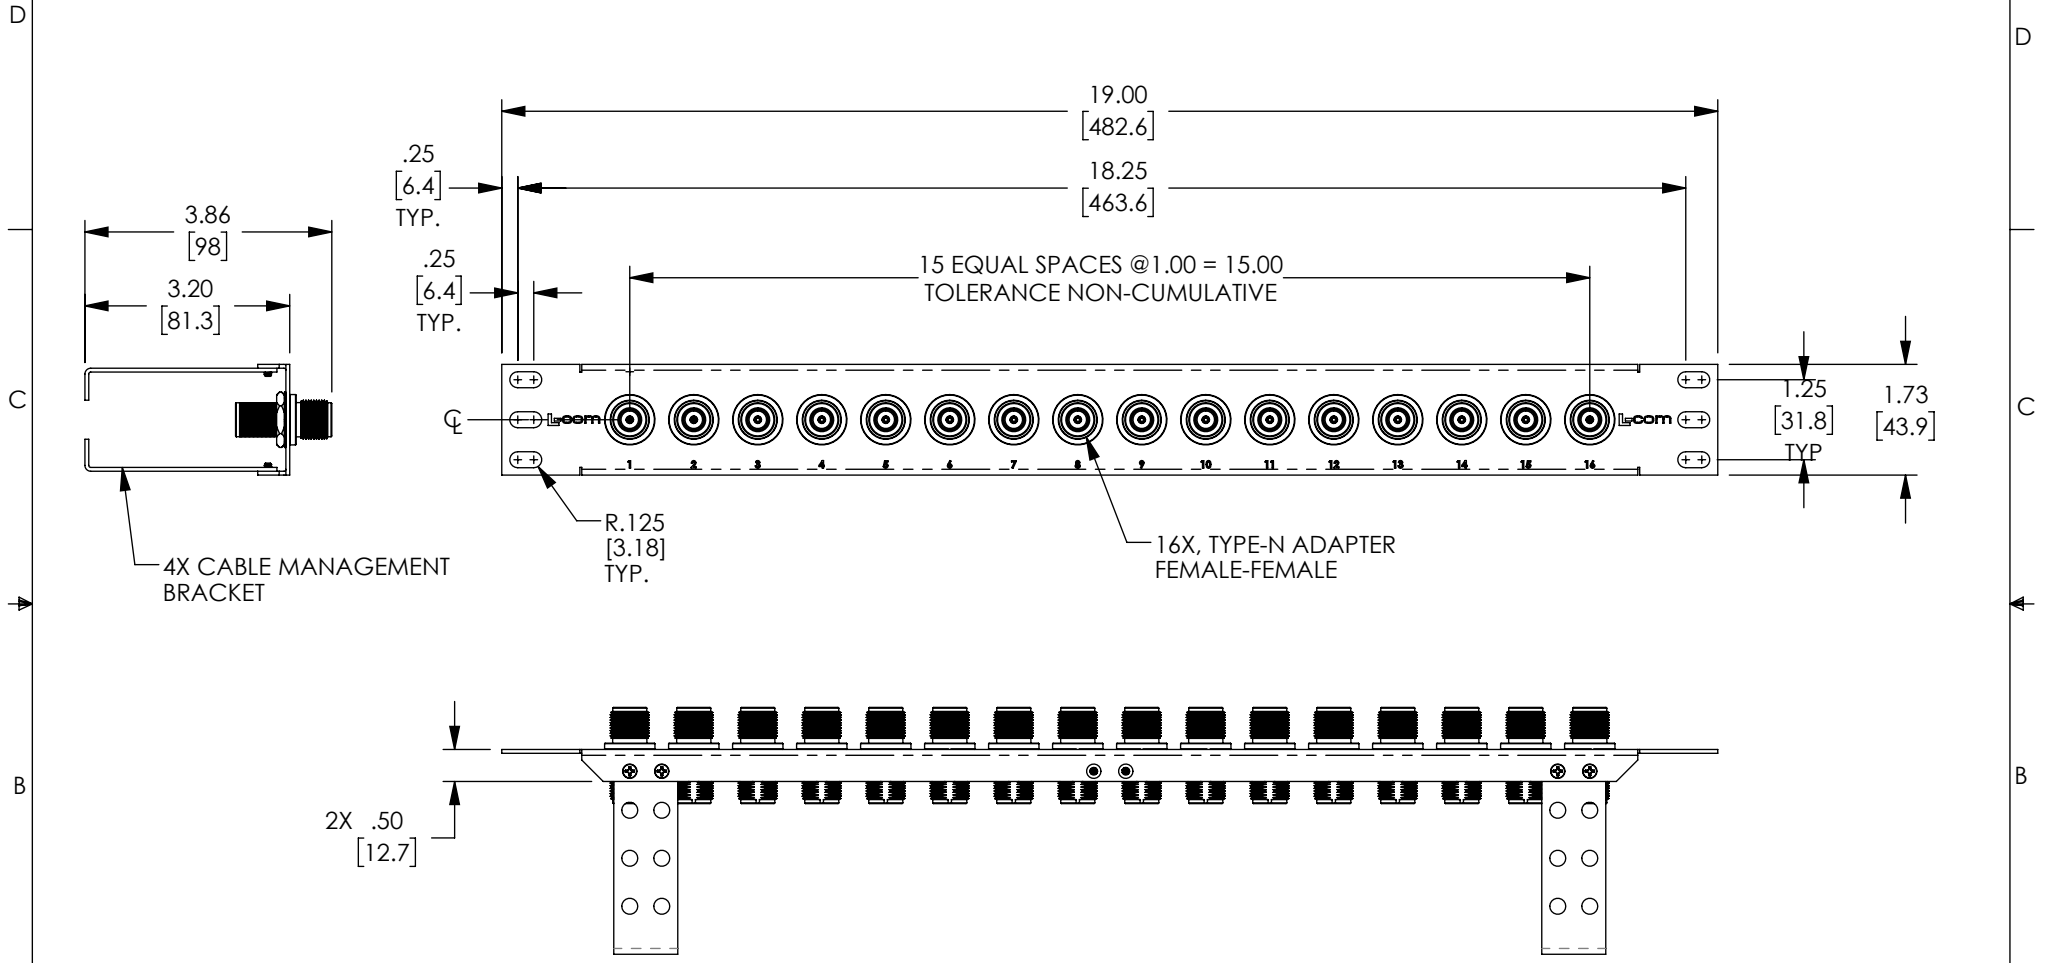 D
D
19.00
[482.6]
.25
[6.4]
TYP.
18.25
[463.6]
3.86
[98]
.25
[6.4]
TYP.
15 EQUAL SPACES @1.00 = 15.00
TOLERANCE NON-CUMULATIVE
3.20
[81.3]
C
C
L-com
L-com
1.25
[31.8]
TYP
1.73
[43.9]
1 2 3 4 5 6 7 8 9 10 11 12 13 14 15 16
R.125
[3.18]
TYP.
16X, TYPE-N ADAPTER
FEMALE-FEMALE
4X CABLE MANAGEMENT
BRACKET
B
B
2X .50
[12.7]